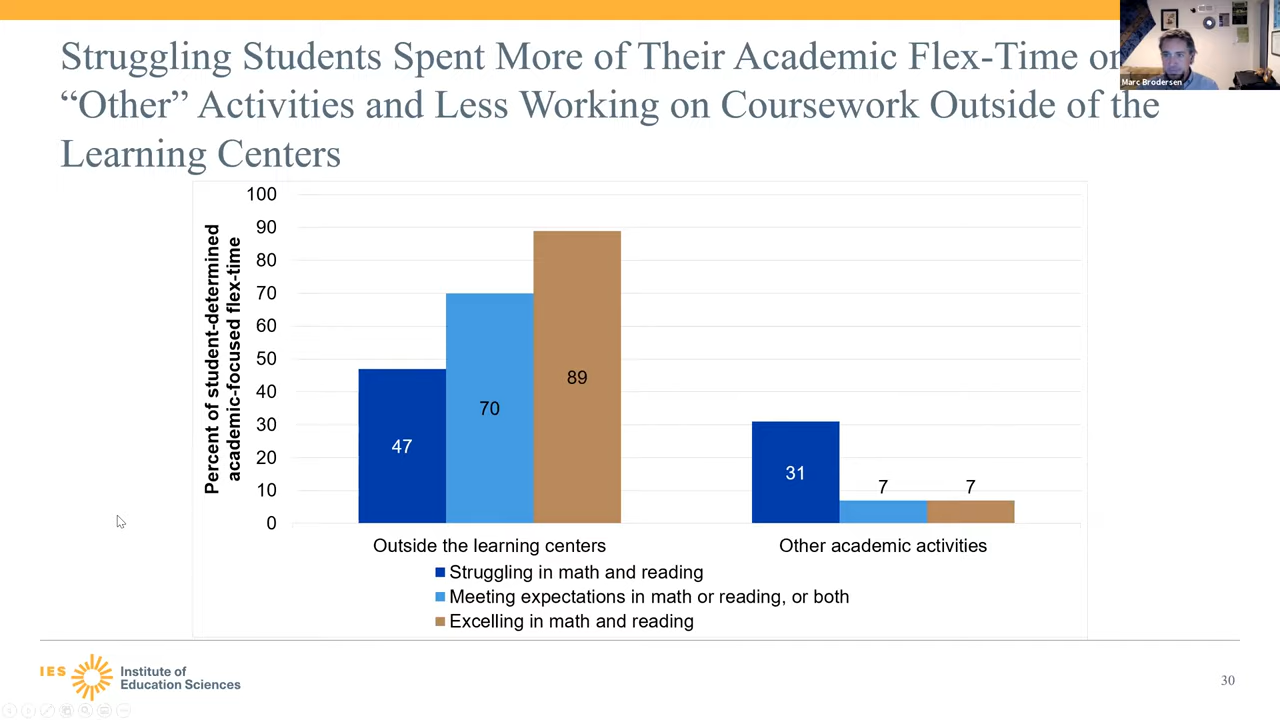 Struggling Students Spent More of Their Academic Flex-Time on
“Other” Activities and Less Working on Coursework Outside of the
Learning Centers
Marc Brodersen
Percent of student-determined
academic-focused flex-time
100
90
80
70
60
50
40
30
20
10
0
47
70
89
31
7
7
Outside the learning centers
Other academic activities
Struggling in math and reading
Meeting expectations in math or reading, or both
Excelling in math and reading
IES
Institute of
Education Sciences
30